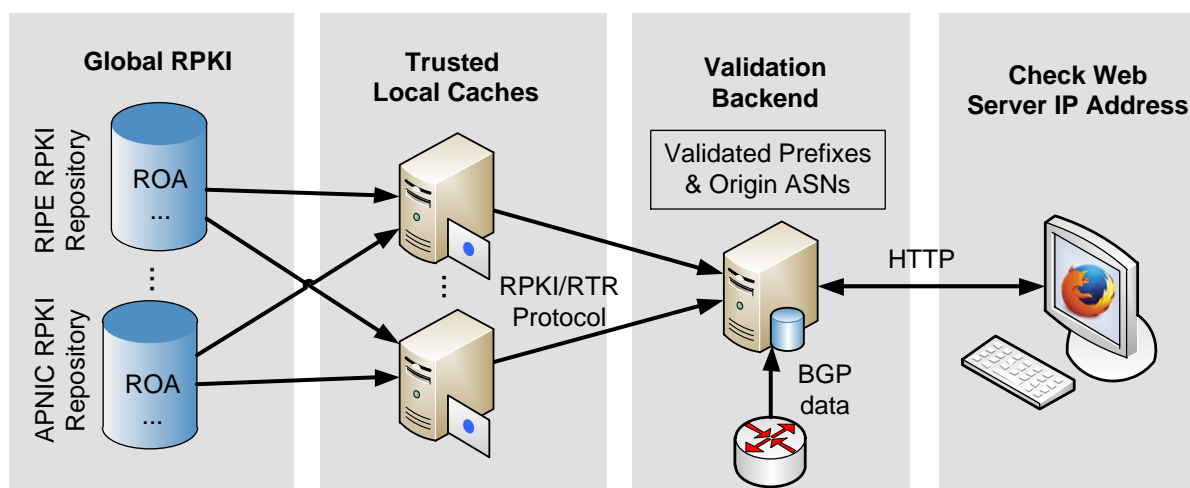 Global RPKI
RIPE RPKI
Repository
ROA
...
...
APNIC RPKI
Repository
ROA
...
Trusted
Local Caches
...
RPKI/RTR
Protocol
Validation
Backend
Validated Prefixes
& Origin ASNs
BGP
data
HTTP
Check Web
Server IP Address